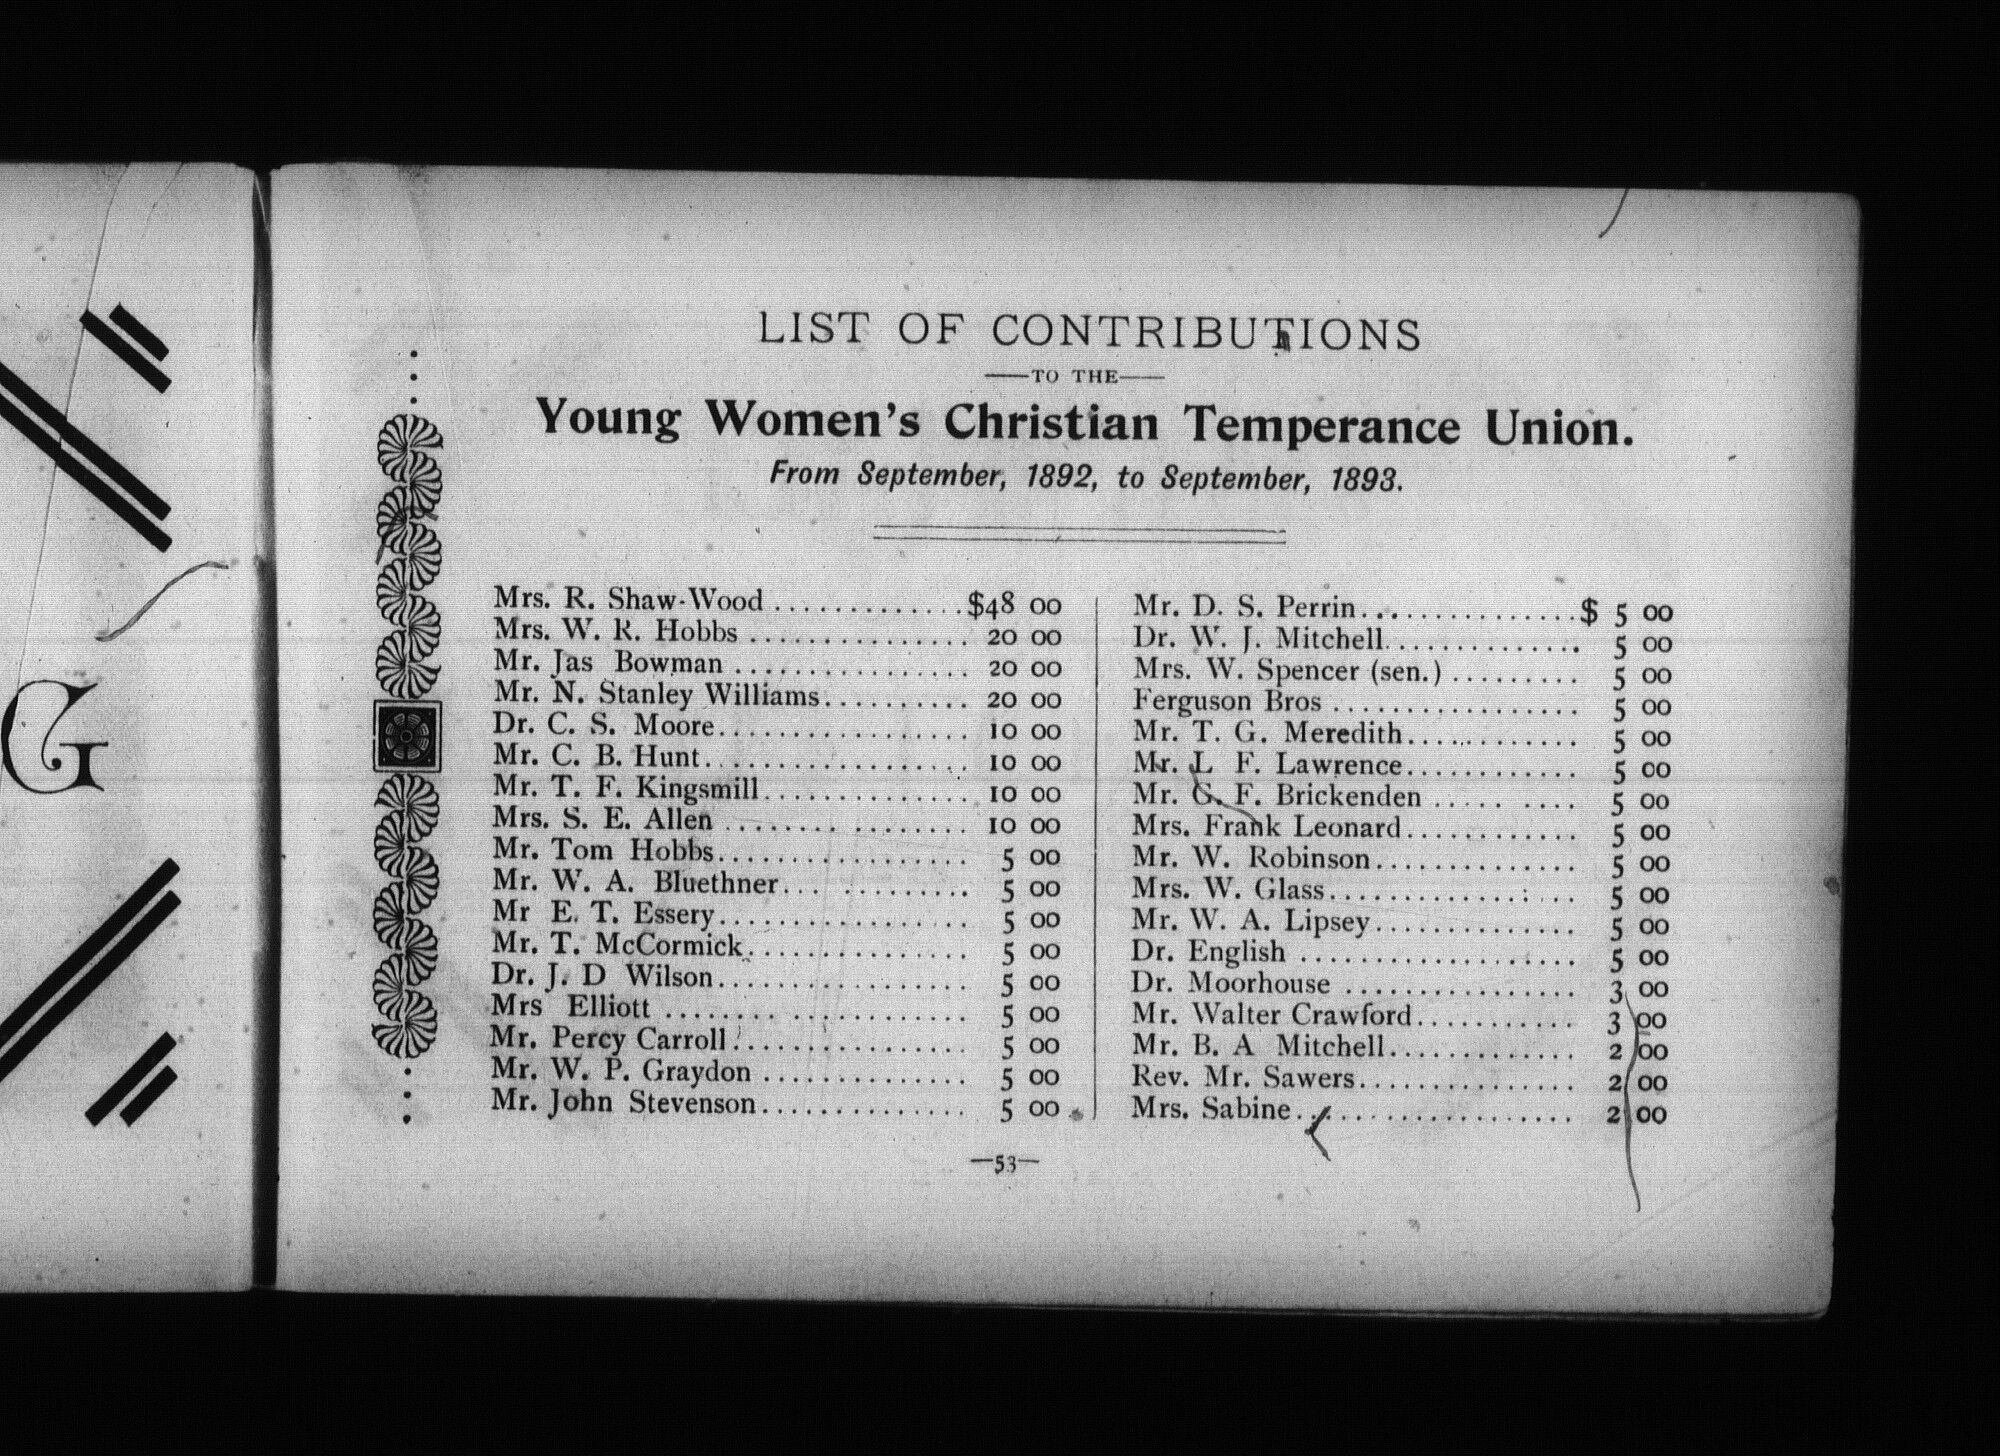 G
LIST OF CONTRIBUTIONS
—TO THE—
Young Women's Christian Temperance Union.
From September, 1892, to September, 1893.
Mrs. R. Shaw-Wood .............$48 00
Mrs. W. R. Hobbs ............... 20 00
Mr. Jas Bowman ................ 20 00
Mr. N. Stanley Williams.......... 20 00
Dr. C. S. Moore................. 10 00
Mr. C. B. Hunt.................. 10 00
Mr. T. F. Kingsmill.............. 10 00
Mrs. S. E. Allen ................ 10 00
Mr. Tom Hobbs................. 5 00
Mr. W. A. Bluethner... ......... 5 00
Mr E. T. Essery................. 5 00
Mr. T. McCormick............... 5 00
Dr. J. D Wilson................. 5 00
Mrs Elliott ........ ............ 5 00
Mr. Percy Carroll................ 5 00
Mr. W. P. Graydon .............. 5 00
Mr. John Stevenson.............. 5 00
Mr. D. S. Perrin...............$ 5 00
Dr. W. J. Mitchell.............. 5 00
Mrs. W. Spencer (sen.) ......... 5 00
Ferguson Bros ................. 5 00
Mr. T. G. Meredith............ 5 00
Mr. L F. Lawrence............ 5 00
Mr. G. F. Brickenden ..... .... 5 00
Mrs. Frank Leonard............ 5 00
Mr. W. Robinson.............. 5 00
Mrs. W. Glass................. 5 00
Mr. W. A. Lipsey.............. 5 00
Dr. English ................... 5 00
Dr. Moorhouse ................ 3 00
Mr. Walter Crawford........... 3 00
Mr. B. A Mitchell............. 2 00
Rev. Mr. Sawers............... 2 00
Mrs. Sabine................... 2 00
—53—